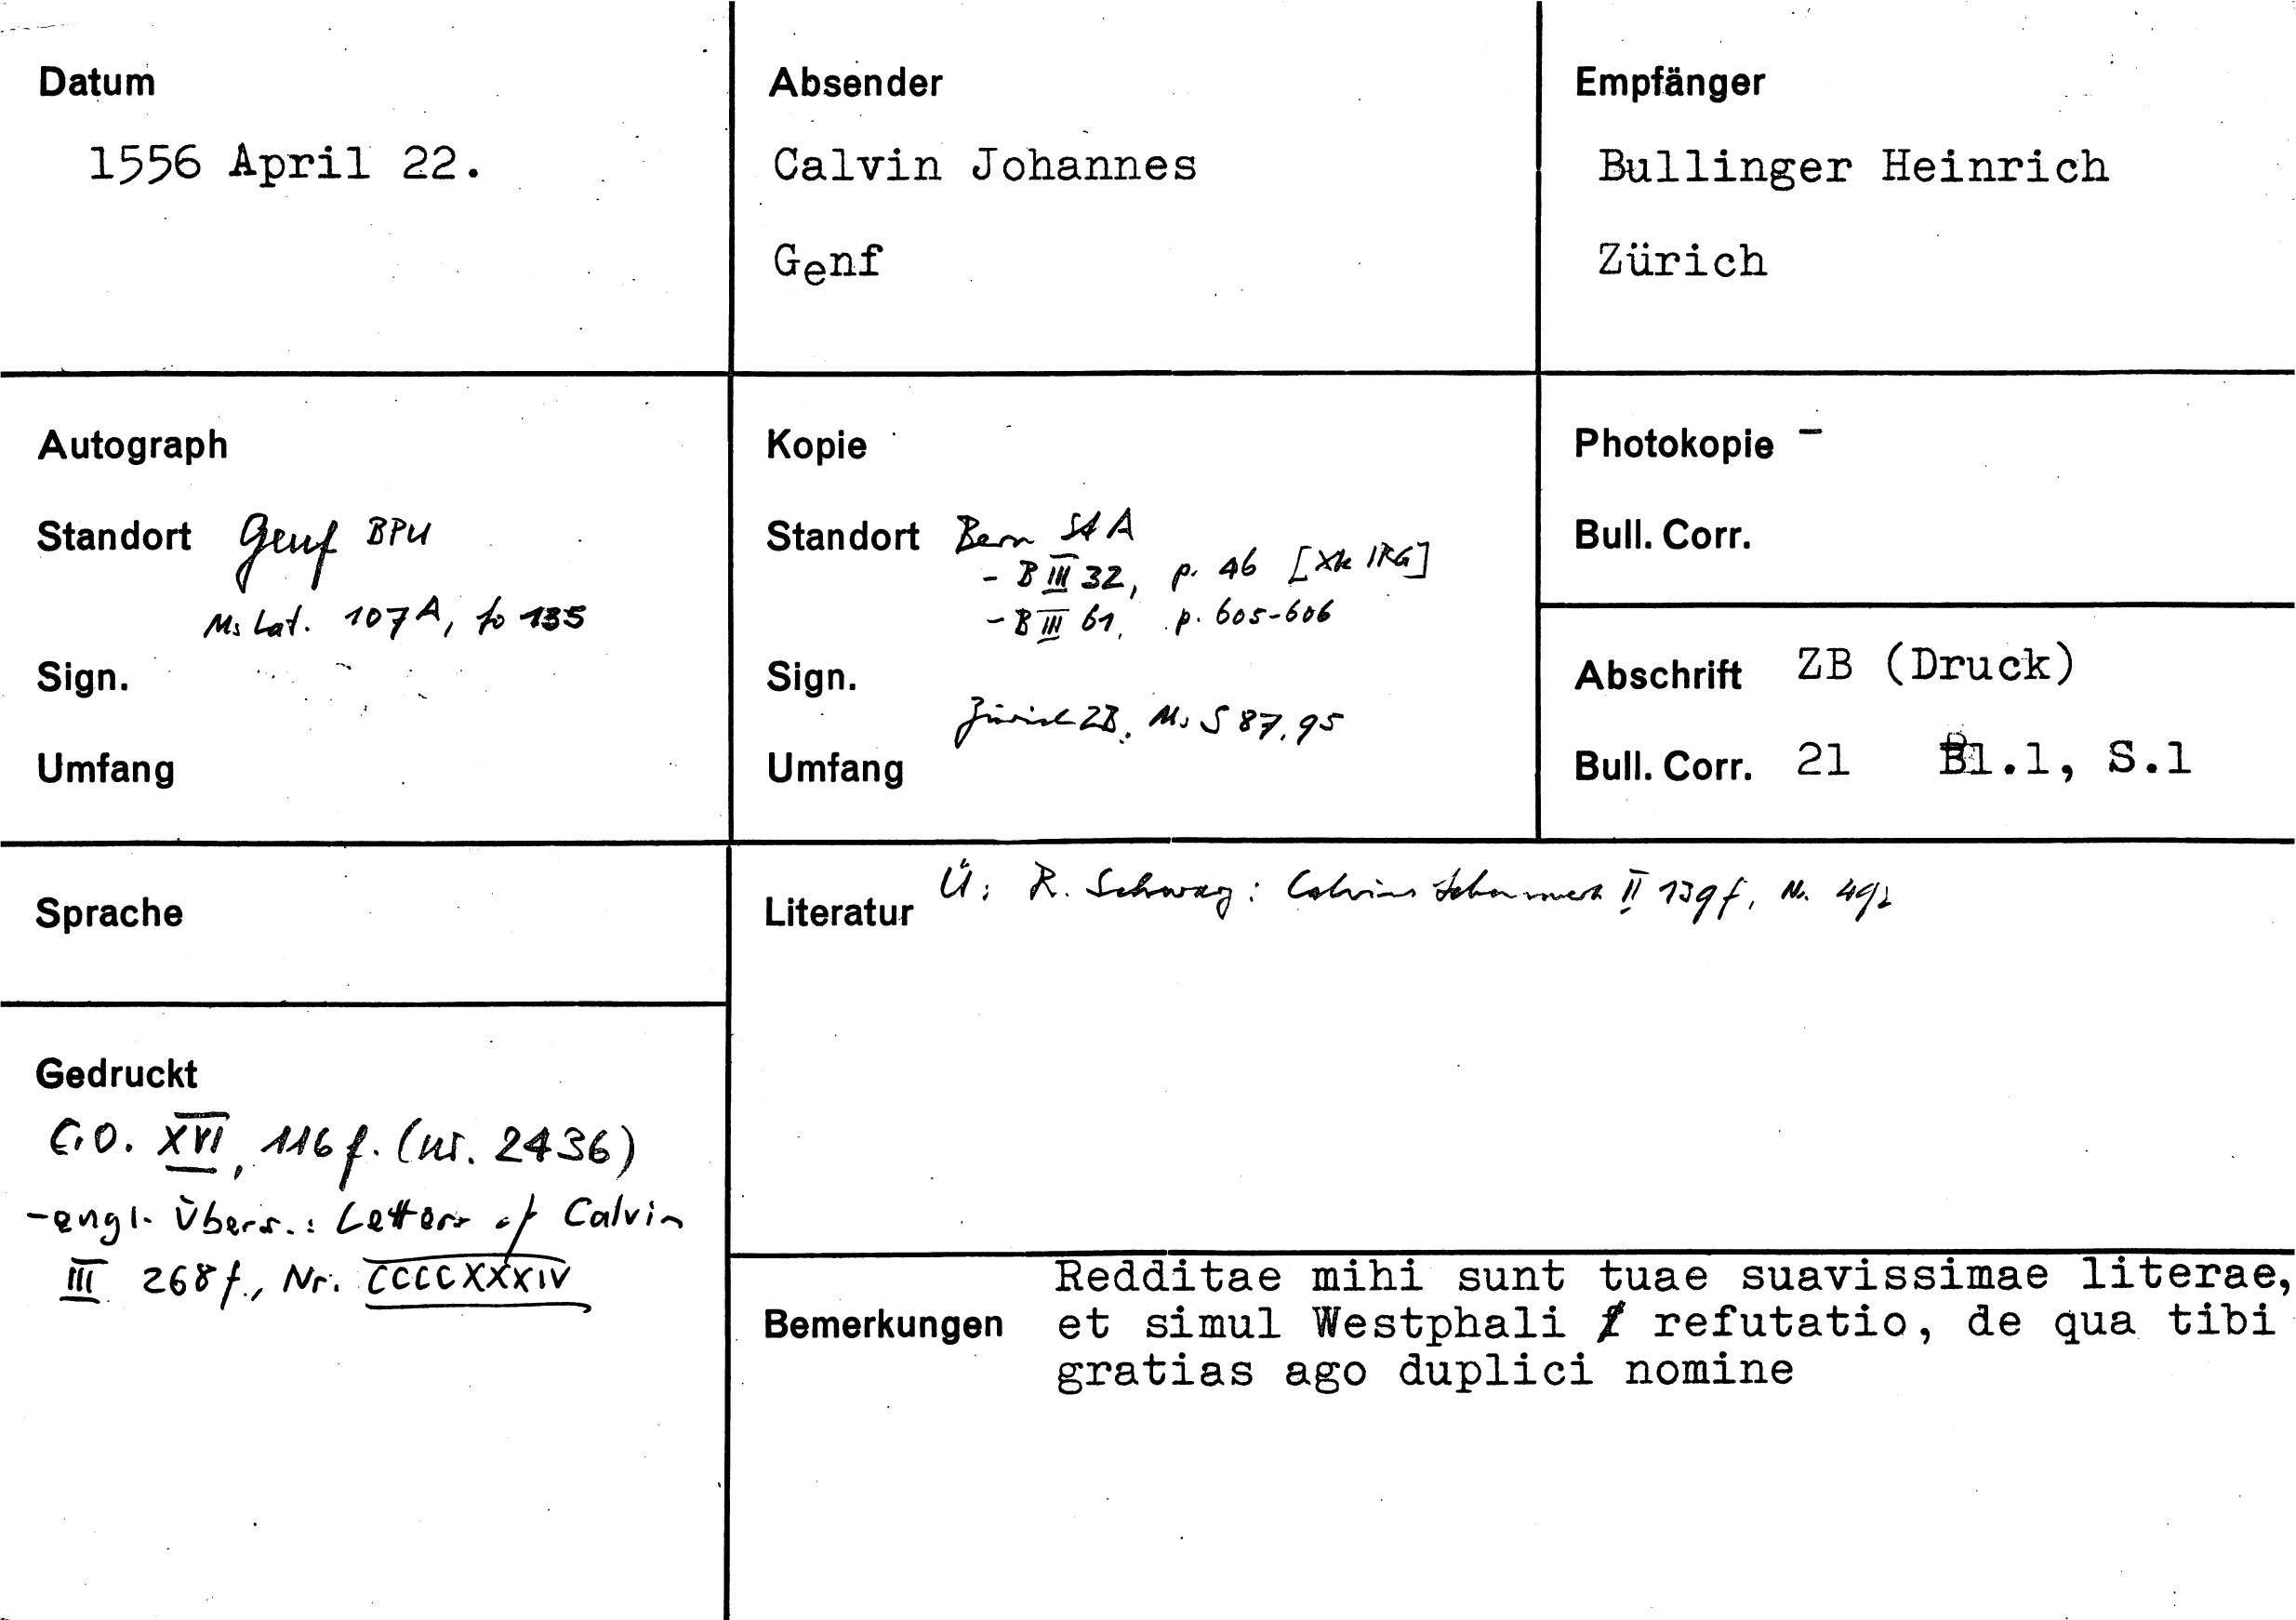 Datum
1556 April 22.
Absender
Calvin Johannes
Genf
Empfänger
Bullinger Heinrich
Zürich
Autograph
Standort Genf BPU
Ms Lat. 107A, fo 135
Sign.
Umfang
Kopie
Standort Bern StA
- B III 32, p. 46 [Xk IRG]
- B III 61, p. 605-606
Sign.
Zürich ZB. Ms S 87, 95
Umfang
Photokopie -
Bull. Corr.
Abschrift ZB (Druck)
Bull. Corr. 21 Bl.1, S.1
Sprache
Literatur Ü: R. Schwarz: Calvins II 139f, Nr. 492
Gedruckt
C.O. XVI, 116 f. (nr. 2436)
- engl. Übers.: Letters of Calvin
III 268 f., Nr. CCCCXXXIV
Bemerkungen
Redditae mihi sunt tuae suavissimae literae,
et simul Westphali refutatio, de qua tibi
gratias ago duplici nomine